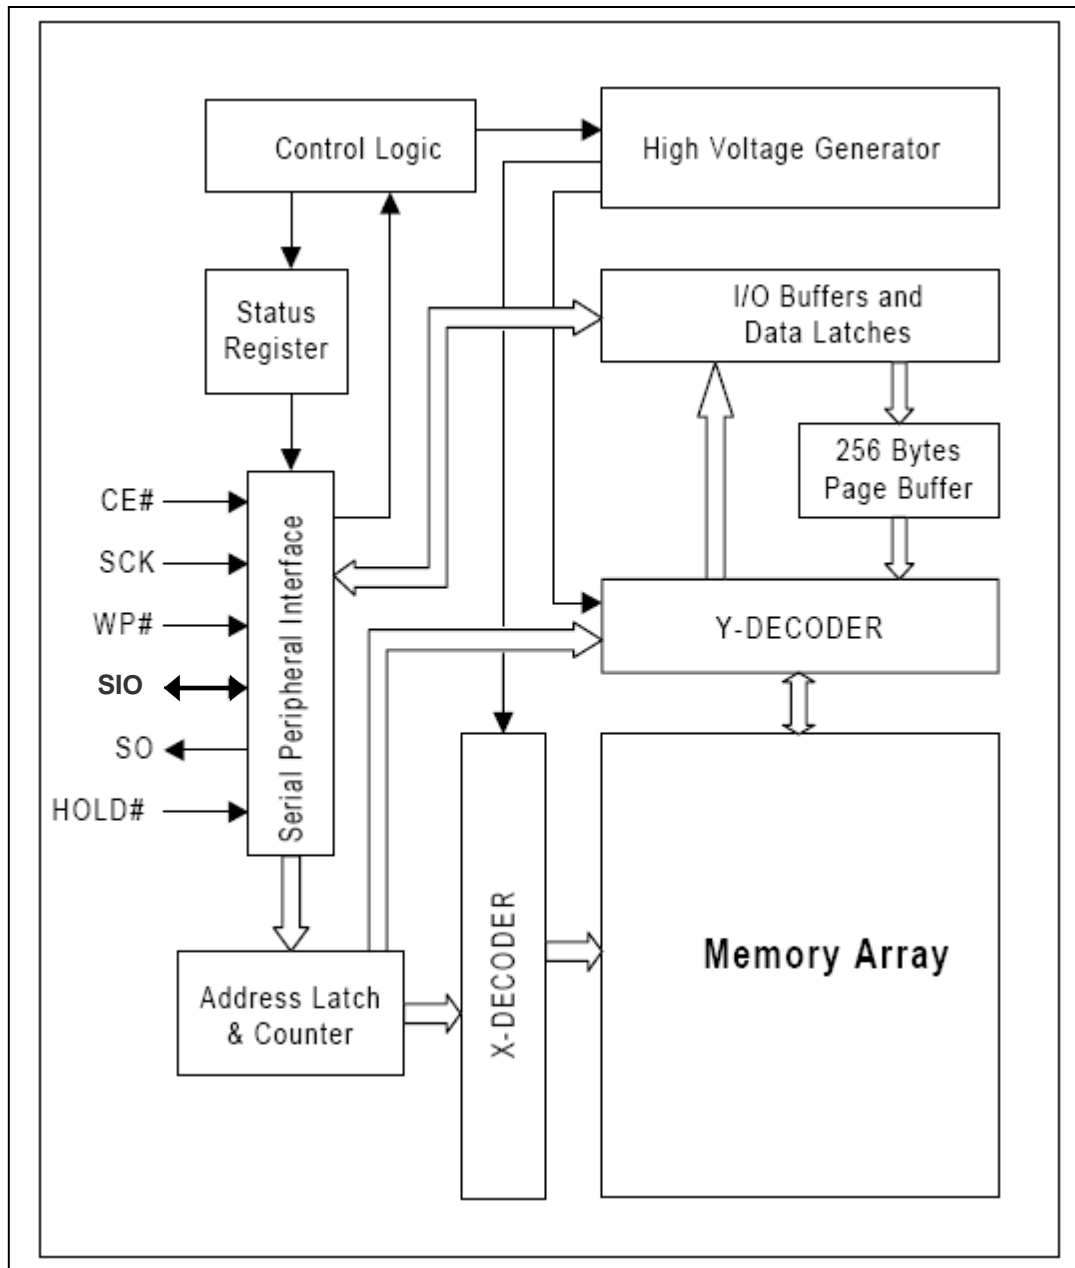 Control Logic
High Voltage Generator
Status
Register
I/O Buffers and
Data Latches
256 Bytes
Page Buffer
CE#
SCK
WP#
SIO
SO
HOLD#
Serial Peripheral Interface
Y-DECODER
X-DECODER
Memory Array
Address Latch
& Counter